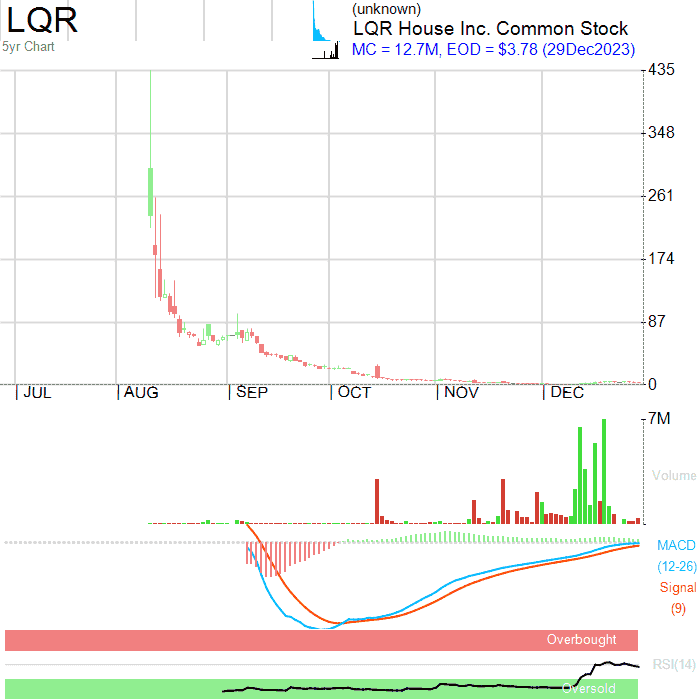 LQR
5yr Chart
(unknown)
LQR House Inc. Common Stock
MC = 12.7M, EOD = $3.78 (29Dec2023)
435
348
261
174
87
0
JUL AUG SEP OCT NOV DEC
7M
Volume
MACD
(12-26)
Signal
(9)
Overbought
RSI(14)
Oversold